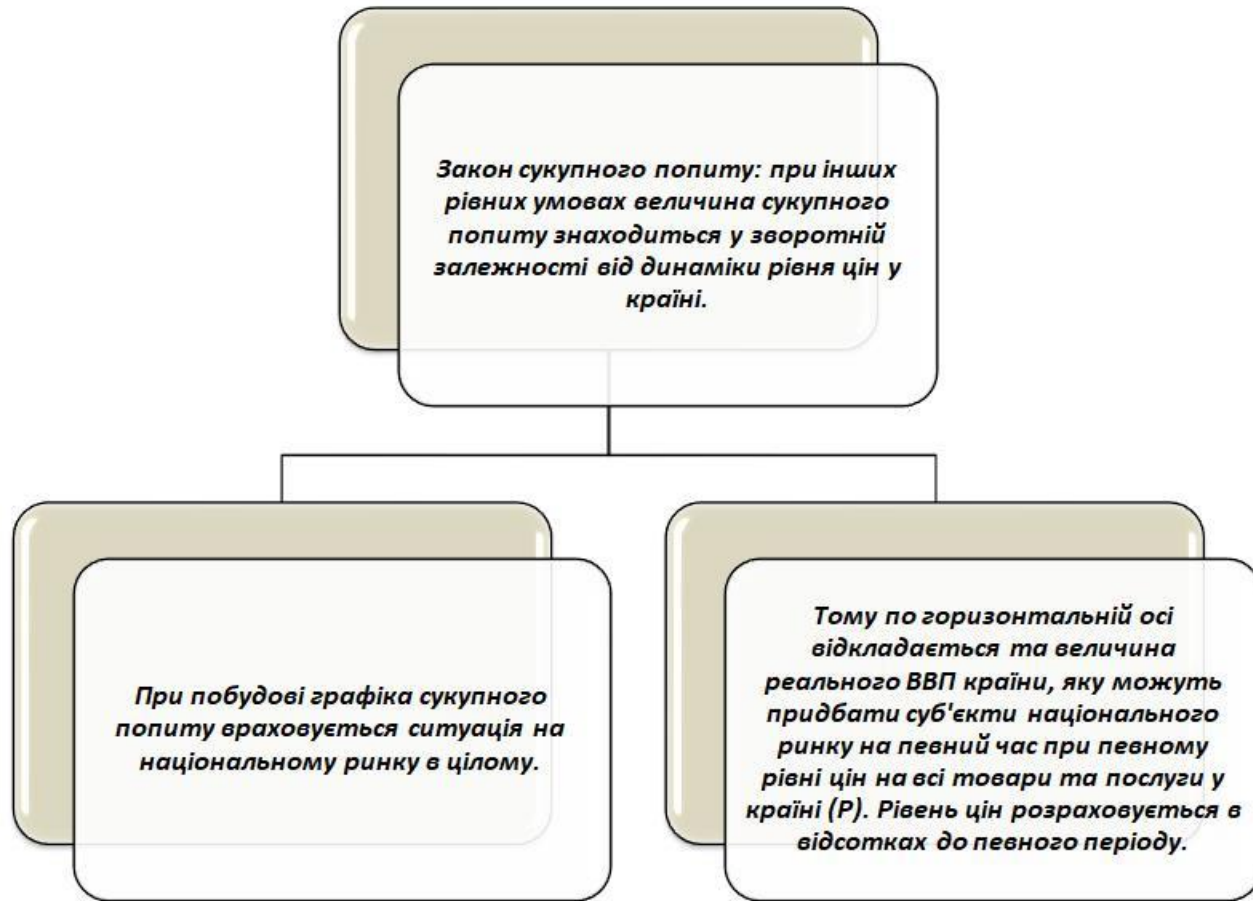 Закон сукупного попиту: при інших
рівних умовах величина сукупного
попиту знаходиться у зворотній
залежності від динаміки рівня цін у
країні.
При побудові графіка сукупного
попиту враховується ситуація на
національному ринку в цілому.
Тому по горизонтальній осі
відкладається та величина
реального ВВП країни, яку можуть
придбати суб'єкти національного
ринку на певний час при певному
рівні цін на всі товари та послуги у
країні (Р). Рівень цін розраховується в
відсотках до певного періоду.